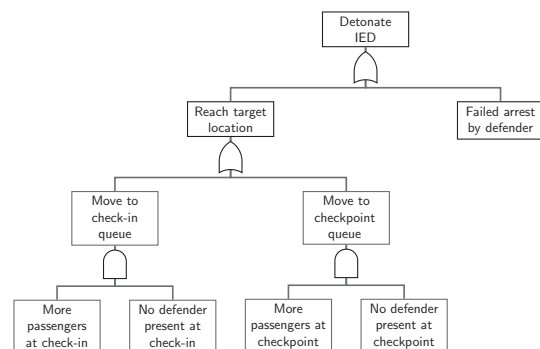 Detonate
IED
Reach target
location
Failed arrest
by defender
Move to
check-in
queue
Move to
checkpoint
queue
More
passengers
at check-in
No defender
present at
check-in
More
passengers at
checkpoint
No defender
present at
checkpoint